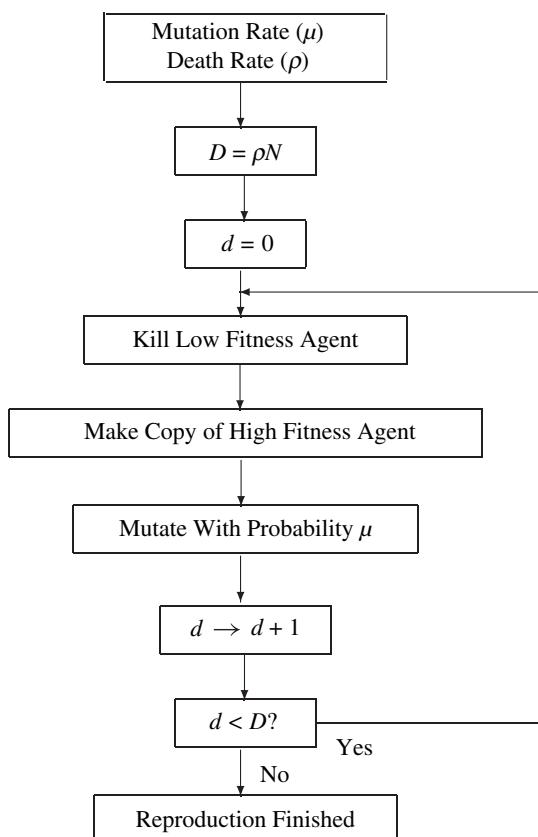 Mutation Rate (μ)
Death Rate (ρ)
D = ρN
d = 0
Kill Low Fitness Agent
Make Copy of High Fitness Agent
Mutate With Probability μ
d → d + 1
d < D?
Yes
No
Reproduction Finished